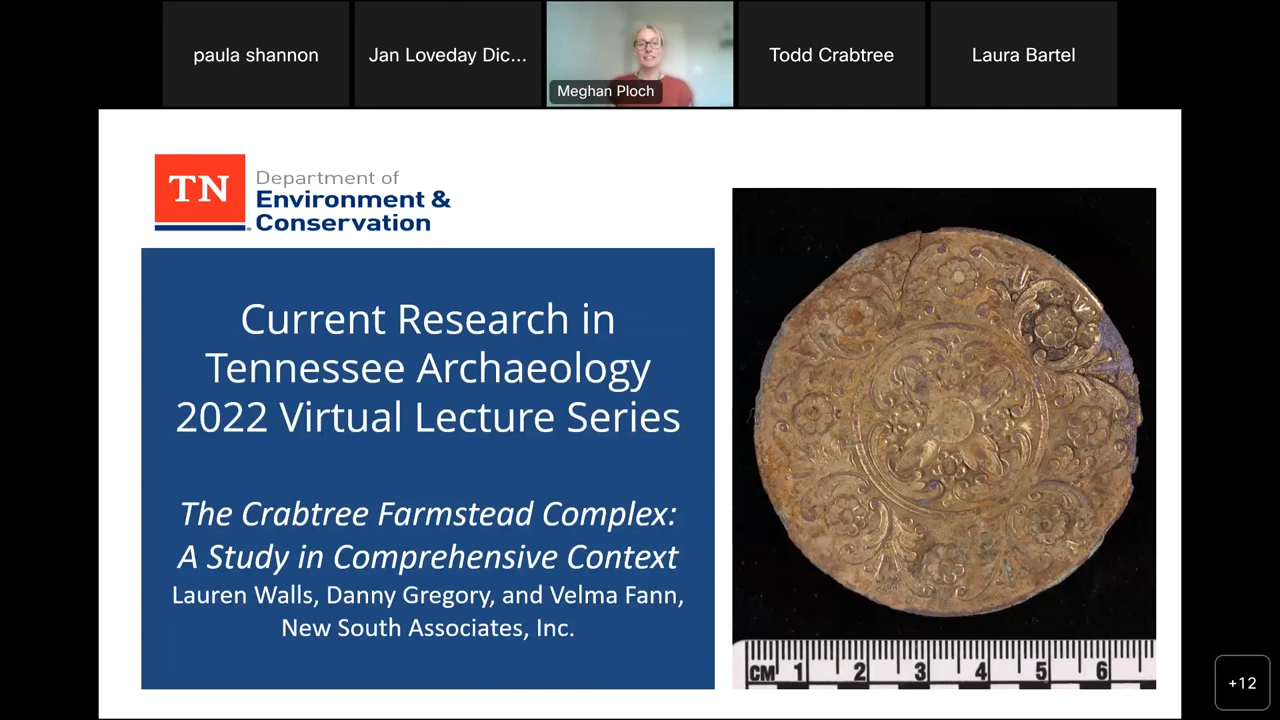 paula shannon
Jan Loveday Dic...
Meghan Ploch
Todd Crabtree
Laura Bartel
TN
Department of
Environment &
Conservation
Current Research in
Tennessee Archaeology
2022 Virtual Lecture Series
The Crabtree Farmstead Complex:
A Study in Comprehensive Context
Lauren Walls, Danny Gregory, and Velma Fann,
New South Associates, Inc.
CM 1 2 3 4 5 6
+12